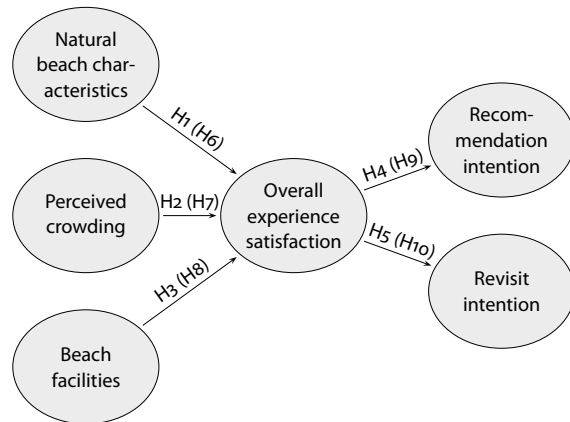 Natural
beach char-
acteristics
H1 (H6)
Perceived
crowding
H2 (H7)
Beach
facilities
H3 (H8)
Overall
experience
satisfaction
H4 (H9)
Recom-
mendation
intention
H5 (H10)
Revisit
intention